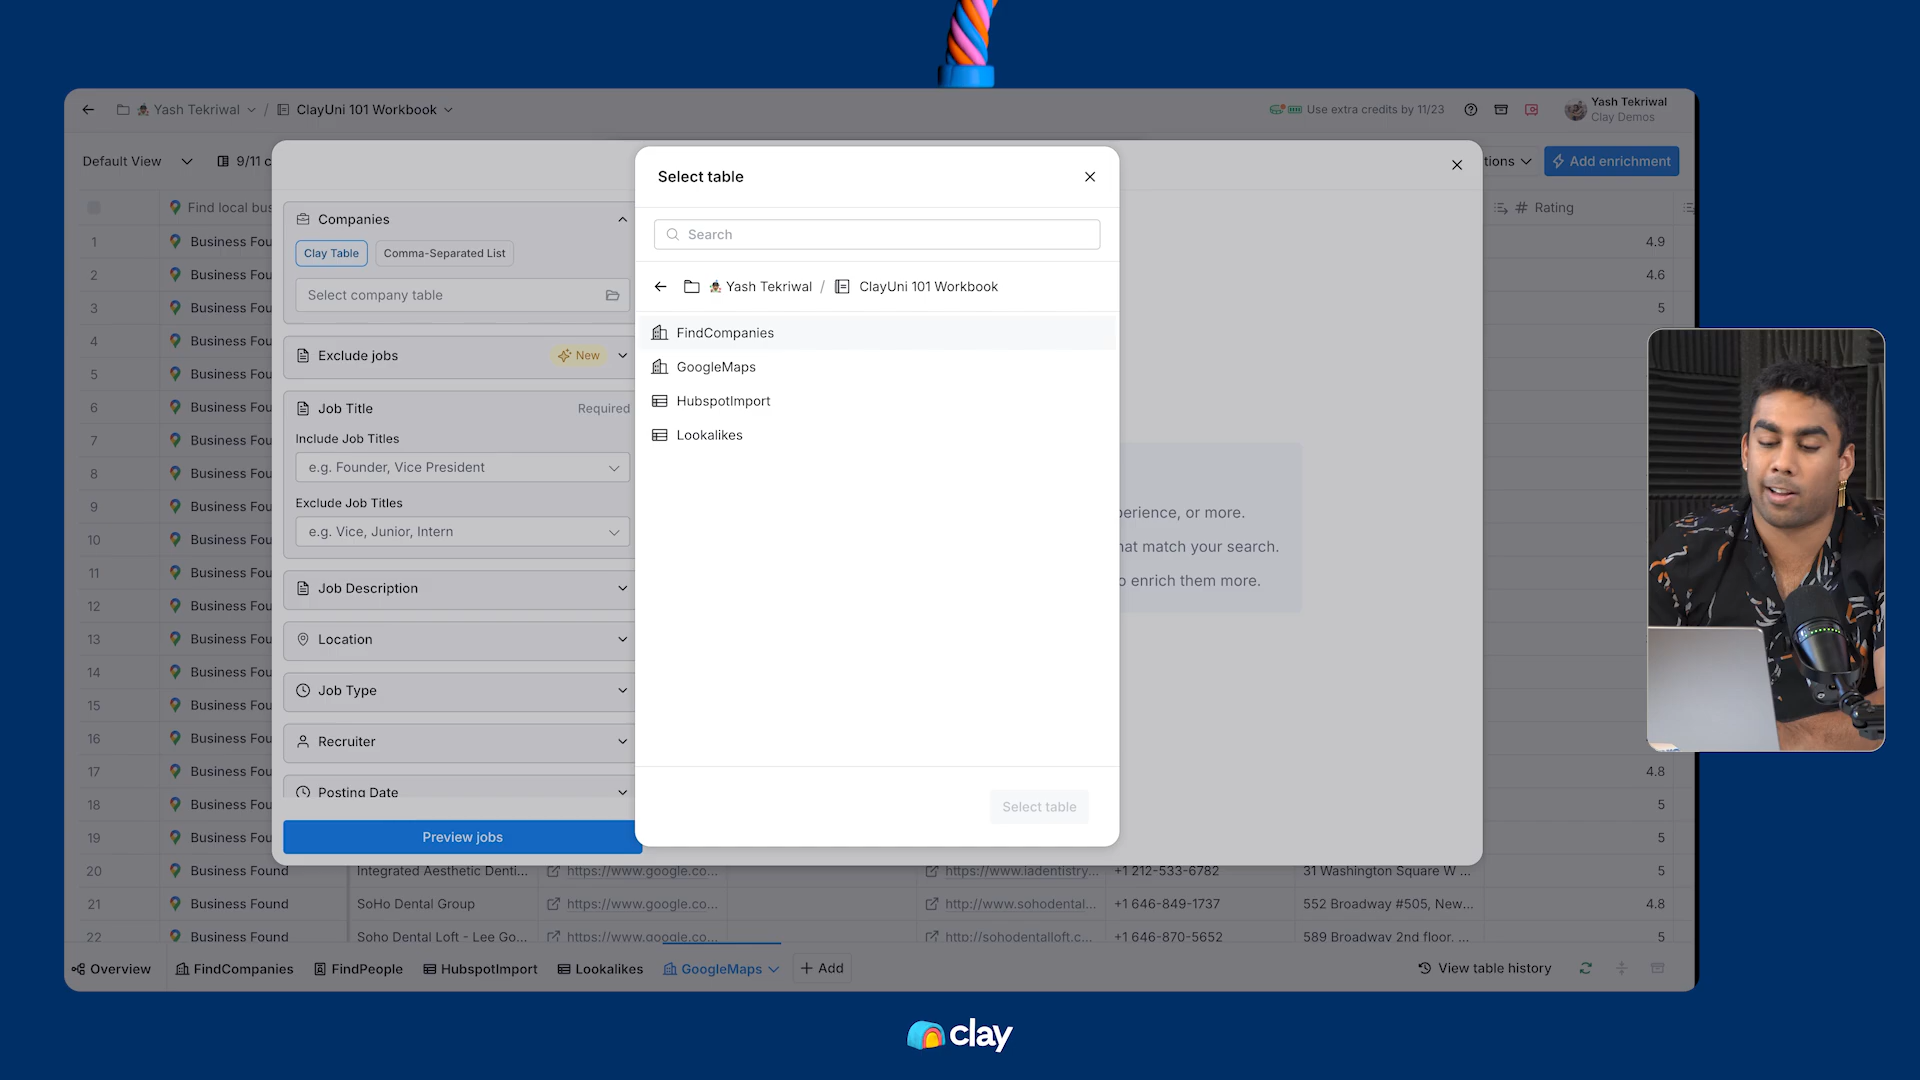 Yash Tekriwal / ClayUni 101 Workbook
Use extra credits by 11/23
Yash Tekriwal
Clay Demos
Default View
9/11 c
tions
Add enrichment
Find local bus
Rating
1 Business Fou 4.9
2 Business Fou 4.6
3 Business Fou 5
4 Business Fou
5 Business Fou
6 Business Fou
7 Business Fou
8 Business Fou
9 Business Fou
10 Business Fou
11 Business Fou
12 Business Fou
13 Business Fou
14 Business Fou
15 Business Fou
16 Business Fou
17 Business Fou 4.8
18 Business Fou 5
19 Business Fou 5
20 Business Found Integrated Aesthetic Denti... https://www.google.co... https://www.iadentistry... +1 212-533-6782 31 Washington Square W ... 5
21 Business Found SoHo Dental Group https://www.google.co... http://www.sohodental... +1 646-849-1737 552 Broadway #505, New... 4.8
22 Business Found Soho Dental Loft - Lee Go... https://www.google.co... http://sohodentalloft.c... +1 646-870-5652 589 Broadway 2nd floor, ... 5
Companies
Clay Table
Comma-Separated List
Select company table
Exclude jobs
New
Job Title
Required
Include Job Titles
e.g. Founder, Vice President
Exclude Job Titles
e.g. Vice, Junior, Intern
Job Description
Location
Job Type
Recruiter
Posting Date
Preview jobs
perience, or more.
hat match your search.
o enrich them more.
Select table
Search
Yash Tekriwal / ClayUni 101 Workbook
FindCompanies
GoogleMaps
HubspotImport
Lookalikes
Select table
Overview
FindCompanies
FindPeople
HubspotImport
Lookalikes
GoogleMaps
Add
View table history
clay